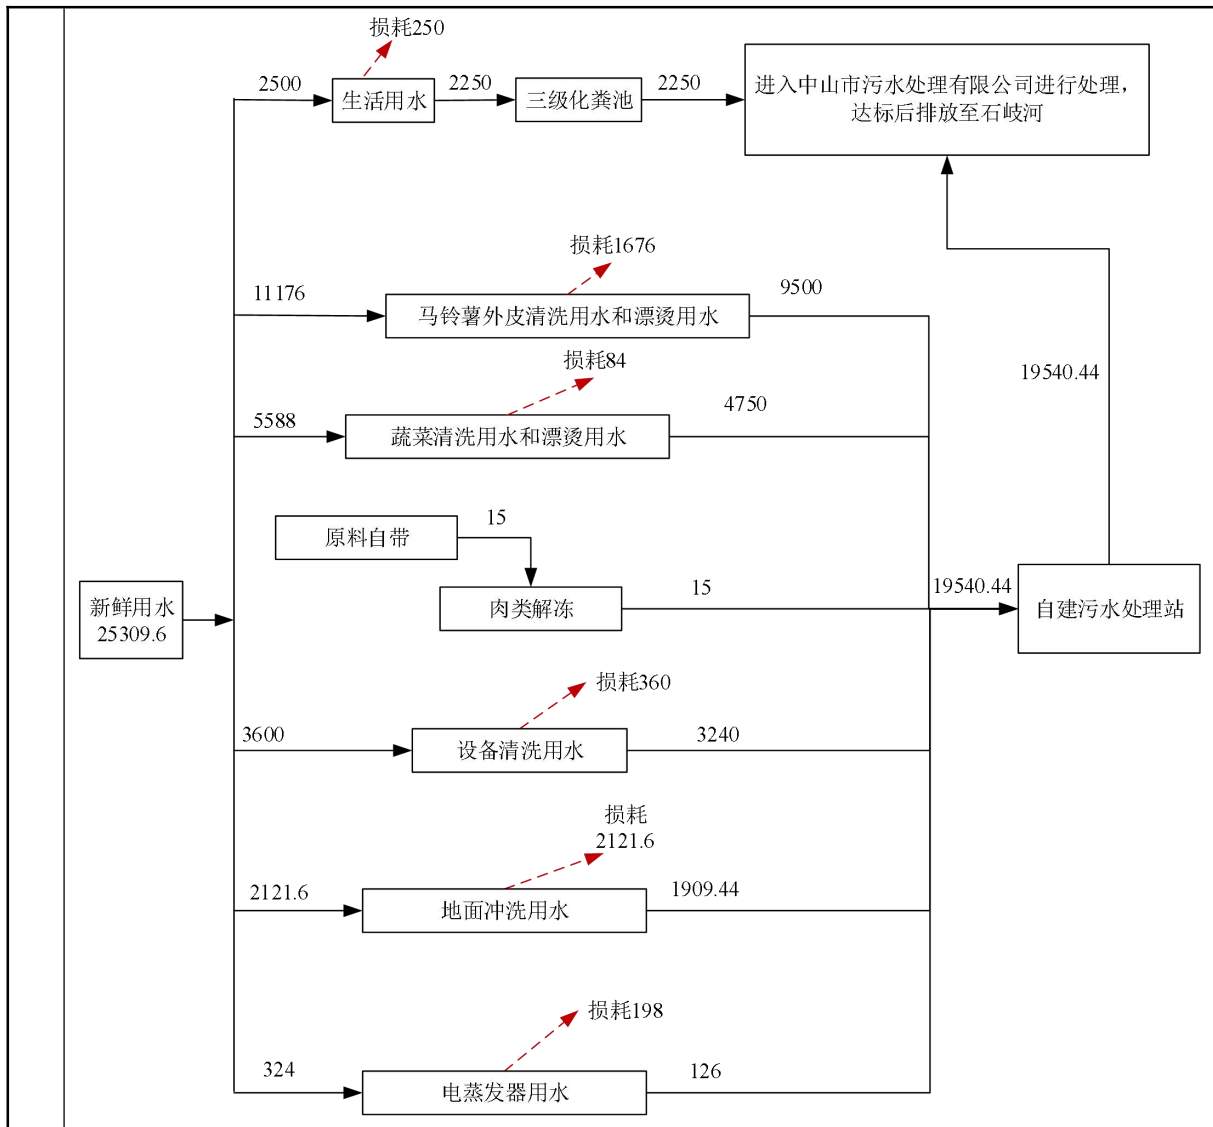 损耗250
2500
生活用水
2250
三级化粪池
2250
进入中山市污水处理有限公司进行处理，
达标后排放至石岐河
损耗1676
11176
马铃薯外皮清洗用水和漂烫用水
9500
损耗84
5588
蔬菜清洗用水和漂烫用水
4750
19540.44
原料自带
15
肉类解冻
15
19540.44
自建污水处理站
新鲜用水
25309.6
损耗360
3600
设备清洗用水
3240
损耗
2121.6
2121.6
地面冲洗用水
1909.44
损耗198
324
电蒸发器用水
126